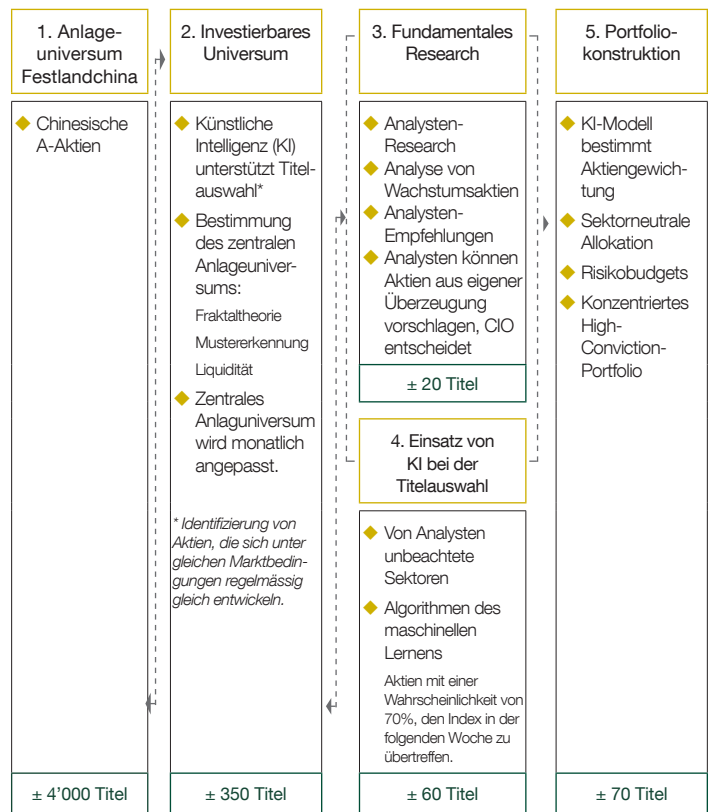 1. Anlage-
universum
Festlandchina
Chinesische
A-Aktien
± 4’000 Titel
2. Investierbares
Universum
Künstliche
Intelligenz (KI)
unterstützt Titel-
auswahl*
Bestimmung
des zentralen
Anlageuniver-
sums:
Fraktaltheorie
Mustererkennung
Liquidität
Zentrales
Anlaguniversum
wird monatlich
angepasst.
* Identifizierung von
Aktien, die sich unter
gleichen Marktbedin-
gungen regelmässig
gleich entwickeln.
± 350 Titel
3. Fundamentales
Research
Analysten-
Research
Analyse von
Wachstumsaktien
Analysten-
Empfehlungen
Analysten können
Aktien aus eigener
Überzeugung
vorschlagen, CIO
entscheidet
± 20 Titel
4. Einsatz von
KI bei der
Titelauswahl
Von Analysten
unbeachtete
Sektoren
Algorithmen des
maschinellen
Lernens
Aktien mit einer
Wahrscheinlichkeit von
70%, den Index in der
folgenden Woche zu
übertreffen.
± 60 Titel
5. Portfolio-
konstruktion
KI-Modell
bestimmt
Aktiengewich-
tung
Sektorneutrale
Allokation
Risikobudgets
Konzentriertes
High-
Conviction-
Portfolio
± 70 Titel